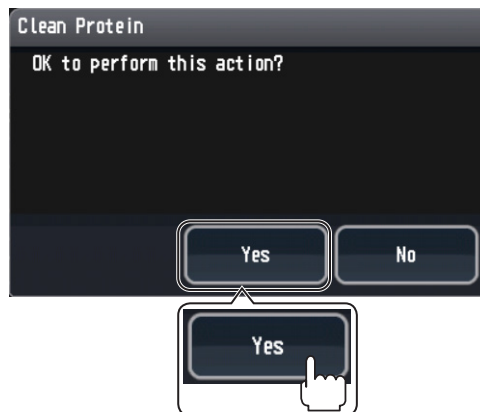 Clean Protein
OK to perform this action?
Yes No
Yes